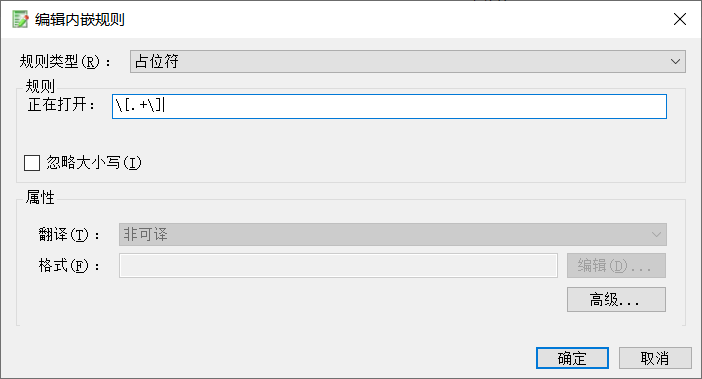 编辑内嵌规则
规则类型(R)： 占位符
规则
正在打开： \[.+\]
忽略大小写(I)
属性
翻译(T)： 非可译
格式(F)： 编辑(D)...
高级...
确定 取消